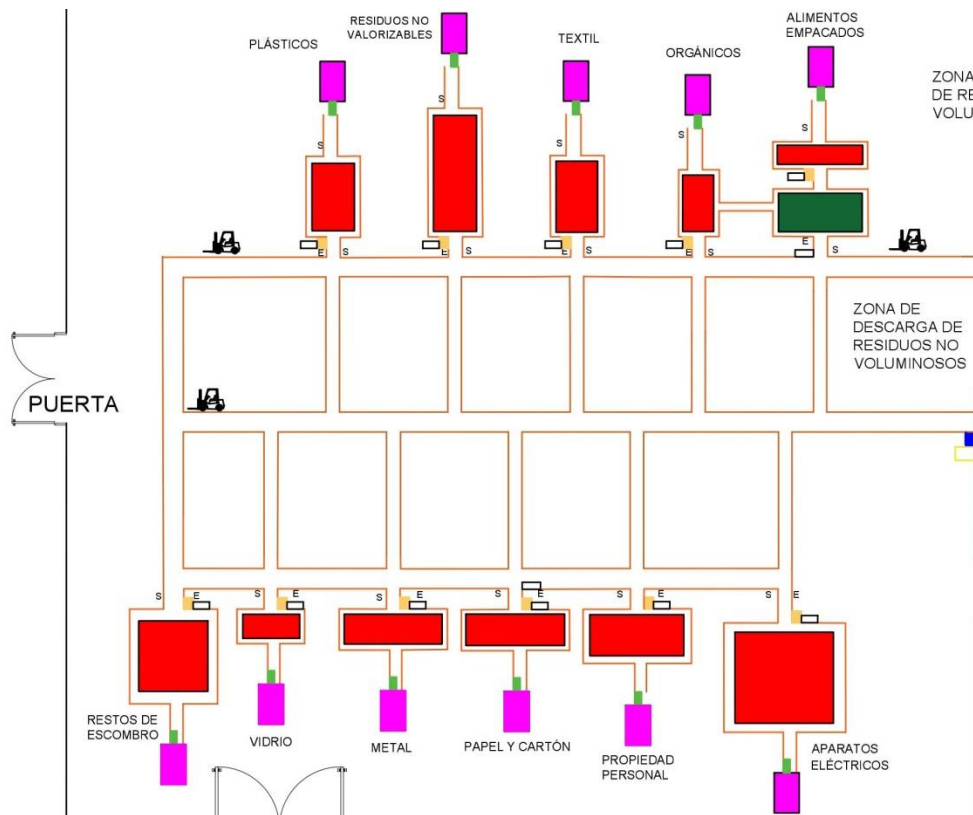 RESIDUOS NO
VALORIZABLES
ALIMENTOS
EMPACADOS
PLÁSTICOS
TEXTIL
ORGÁNICOS
ZONA
DE RE
VOLU
S
S
S
S
S
E
E S
E S
E S
E S
S
ZONA DE
DESCARGA DE
RESIDUOS NO
VOLUMINOSOS
PUERTA
S E
S E
S E
S E
S E
S E
RESTOS DE
ESCOMBRO
VIDRIO
METAL
PAPEL Y CARTÓN
PROPIEDAD
PERSONAL
APARATOS
ELÉCTRICOS